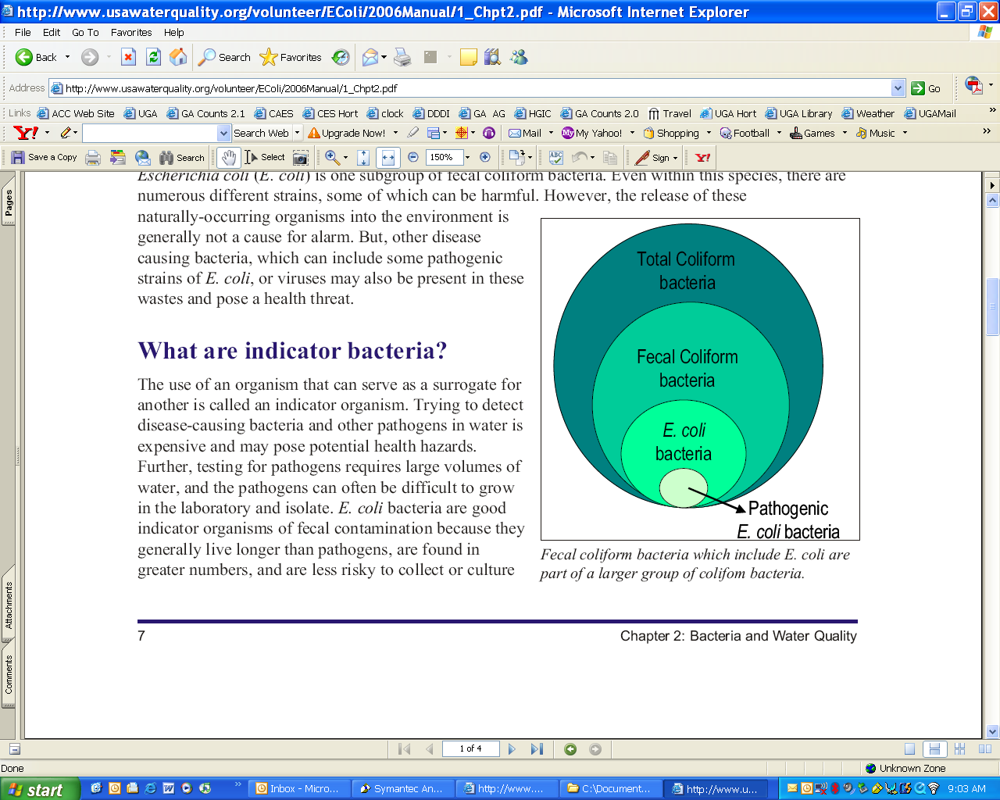 http://www.usawaterquality.org/volunteer/EColi/2006Manual/1_Chpt2.pdf - Microsoft Internet Explorer
File Edit Go To Favorites Help
Back Search Favorites
Address http://www.usawaterquality.org/volunteer/EColi/2006Manual/1_Chpt2.pdf Go
Links ACC Web Site UGA GA Counts 2.1 CAES CES Hort clock DDDI GA AG HGIC GA Counts 2.0 Travel UGA Hort UGA Library Weather UGAMail »
Y! Search Web Upgrade Now! Mail My Yahoo! Shopping Football Games Music »
Save a Copy Search Select 150% Sign Y!
Pages
Escherichia coli (E. coli) is one subgroup of fecal coliform bacteria. Even within this species, there are
numerous different strains, some of which can be harmful. However, the release of these
naturally-occurring organisms into the environment is
generally not a cause for alarm. But, other disease
causing bacteria, which can include some pathogenic
strains of E. coli, or viruses may also be present in these
wastes and pose a health threat.
What are indicator bacteria?
The use of an organism that can serve as a surrogate for
another is called an indicator organism. Trying to detect
disease-causing bacteria and other pathogens in water is
expensive and may pose potential health hazards.
Further, testing for pathogens requires large volumes of
water, and the pathogens can often be difficult to grow
in the laboratory and isolate. E. coli bacteria are good
indicator organisms of fecal contamination because they
generally live longer than pathogens, are found in
greater numbers, and are less risky to collect or culture
Total Coliform
bacteria
Fecal Coliform
bacteria
E. coli
bacteria
Pathogenic
E. coli bacteria
Fecal coliform bacteria which include E. coli are
part of a larger group of colifom bacteria.
Attachments
Comments
7 Chapter 2: Bacteria and Water Quality
1 of 4
Done Unknown Zone
start » Inbox - Micro... Symantec An... http://www.... C:\Document... http://www.u... 9:03 AM